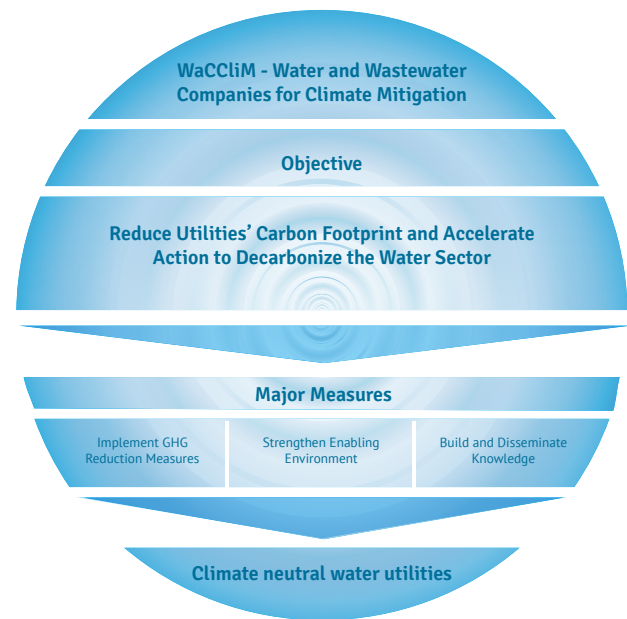 WaCCliM - Water and Wastewater
Companies for Climate Mitigation
Objective
Reduce Utilities’ Carbon Footprint and Accelerate
Action to Decarbonize the Water Sector
Major Measures
Implement GHG
Reduction Measures
Strengthen Enabling
Environment
Build and Disseminate
Knowledge
Climate neutral water utilities